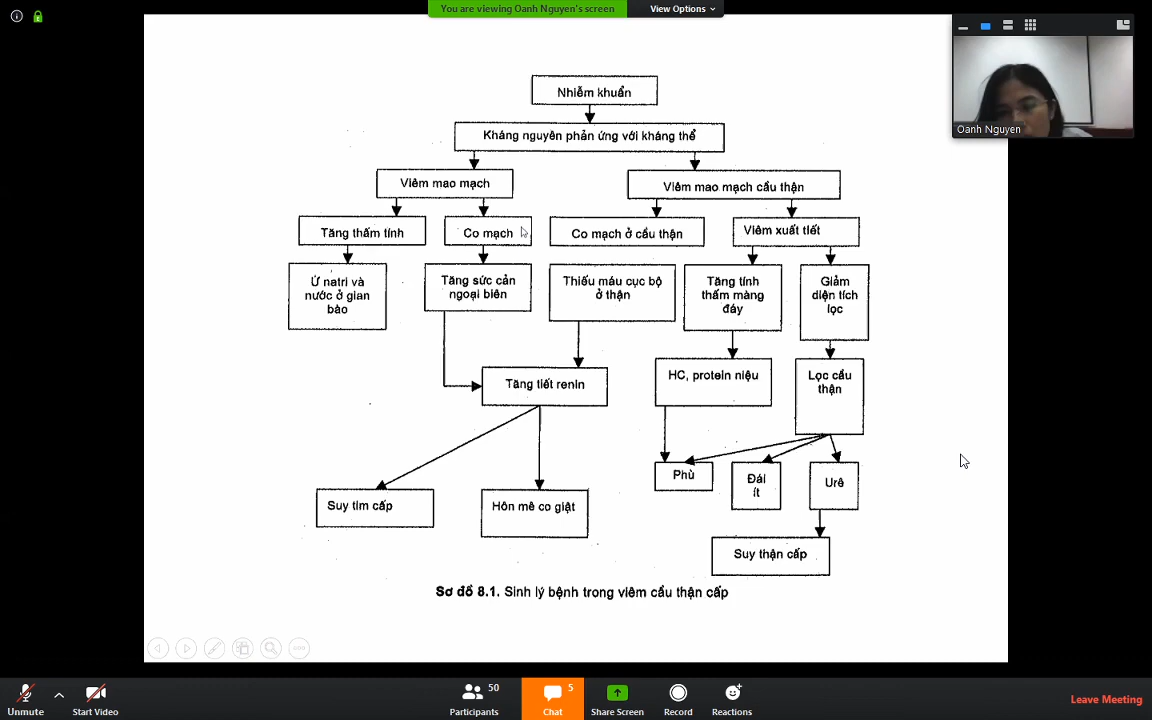 You are viewing Oanh Nguyen's screen
View Options
Oanh Nguyen
Nhiễm khuẩn
Kháng nguyên phản ứng với kháng thể
Viêm mao mạch
Viêm mao mạch cầu thận
Tăng thấm tính
Co mạch
Co mạch ở cầu thận
Viêm xuất tiết
Ứ natri và
nước ở gian
bào
Tăng sức cản
ngoại biên
Thiếu máu cục bộ
ở thận
Tăng tính
thấm màng
đáy
Giảm
diện tích
lọc
Tăng tiết renin
HC, protein niệu
Lọc cầu
thận
Phù
Đái
ít
Urê
Suy tim cấp
Hôn mê co giật
Suy thận cấp
Sơ đồ 8.1. Sinh lý bệnh trong viêm cầu thận cấp
Unmute
Start Video
50
Participants
5
Chat
Share Screen
Record
Reactions
Leave Meeting